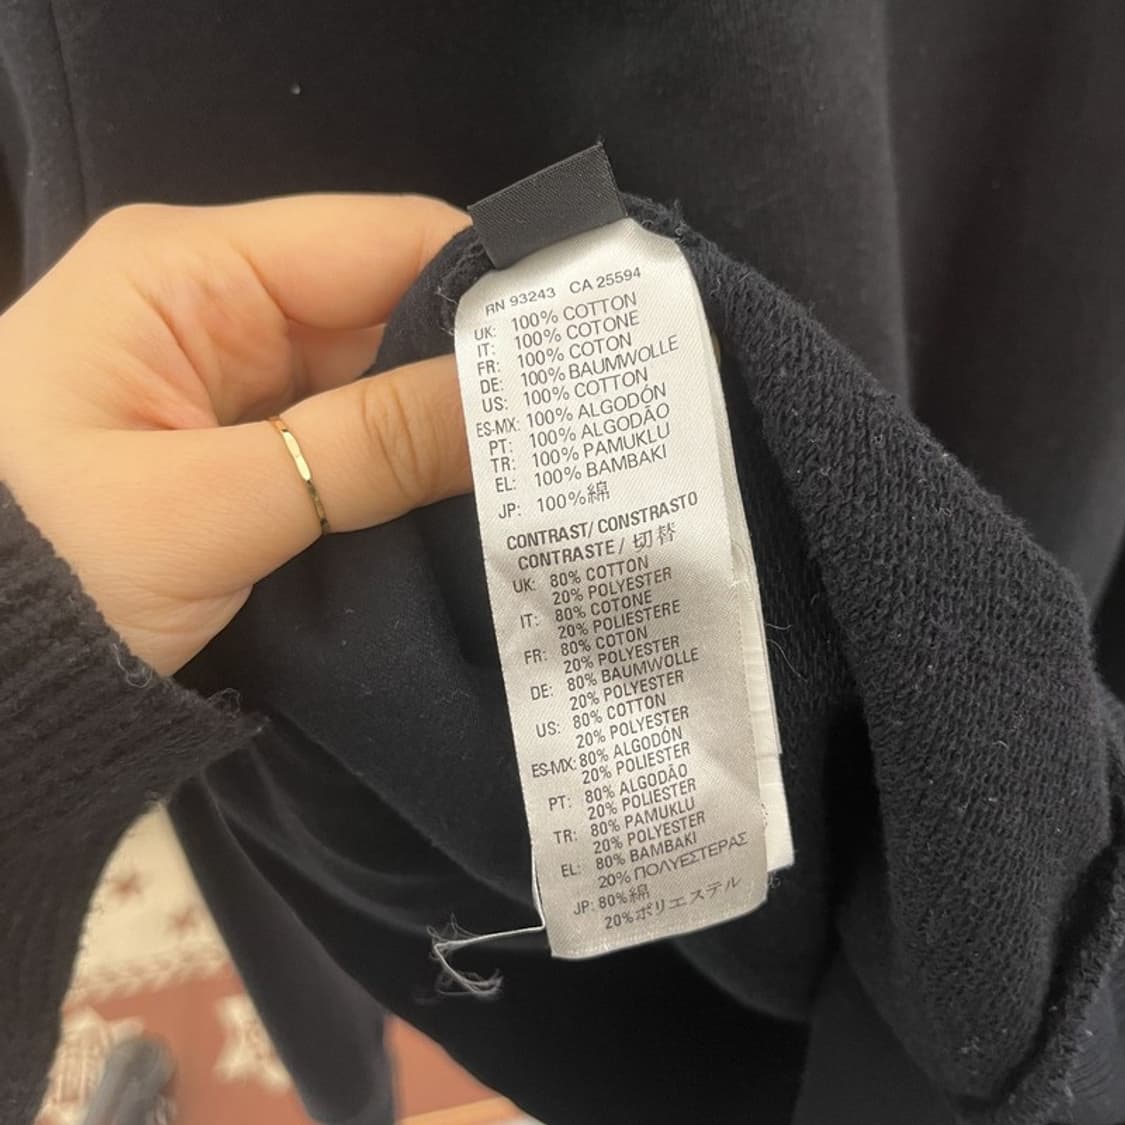 RN 93243 CA 25594
UK: 100% COTTON
IT: 100% COTONE
FR: 100% COTON
DE: 100% BAUMWOLLE
US: 100% COTTON
ES-MX: 100% ALGODÓN
PT: 100% ALGODÃO
TR: 100% PAMUKLU
EL: 100% BAMBAKI
JP: 100%綿
CONTRAST/ CONSTRASTO
CONTRASTE / 切替
UK: 80% COTTON
20% POLYESTER
IT: 80% COTONE
20% POLIESTERE
FR: 80% COTON
20% POLYESTER
DE: 80% BAUMWOLLE
20% POLYESTER
US: 80% COTTON
20% POLYESTER
ES-MX: 80% ALGODÓN
20% POLIESTER
PT: 80% ALGODÃO
20% POLIESTER
TR: 80% PAMUKLU
20% POLYESTER
EL: 80% BAMBAKI
20% ΠΟΛΥΕΣΤΕΡΑΣ
JP: 80%綿
20%ポリエステル